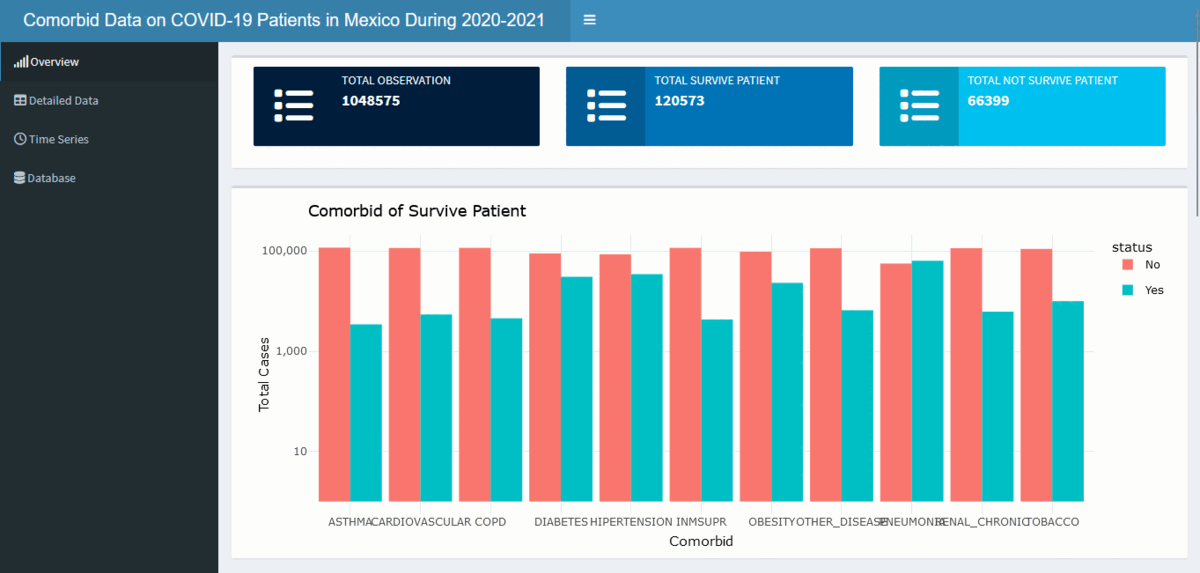 Comorbid Data on COVID-19 Patients in Mexico During 2020-2021
Overview
Detailed Data
Time Series
Database
TOTAL OBSERVATION
1048575
TOTAL SURVIVE PATIENT
120573
TOTAL NOT SURVIVE PATIENT
66399
Comorbid of Survive Patient
100,000
1,000
10
Total Cases
status
No
Yes
ASTHMA CARDIOVASCULAR COPD DIABETES HIPERTENSION INMSUPR OBESITY OTHER_DISEASE PNEUMONIA RENAL_CHRONIC TOBACCO
Comorbid